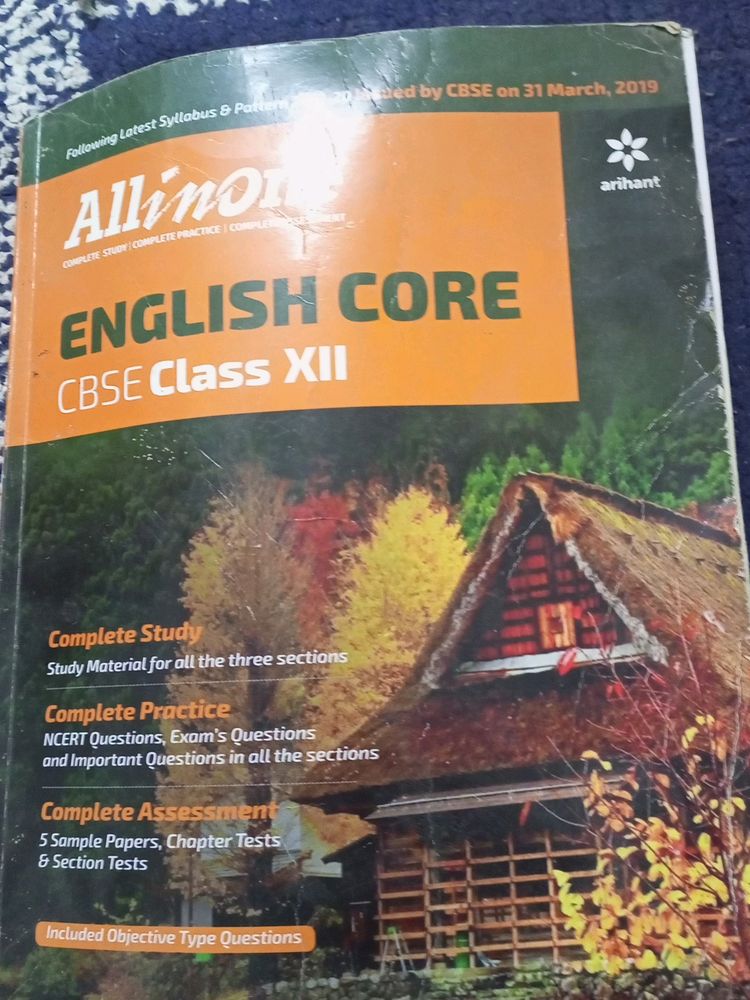 Following Latest Syllabus & Pattern issued by CBSE on 31 March, 2019
arihant
All in One
COMPLETE STUDY | COMPLETE PRACTICE | COMPLETE ASSESSMENT
ENGLISH CORE
CBSE Class XII
Complete Study
Study Material for all the three sections
Complete Practice
NCERT Questions, Exam's Questions
and Important Questions in all the sections
Complete Assessment
5 Sample Papers, Chapter Tests
& Section Tests
Included Objective Type Questions